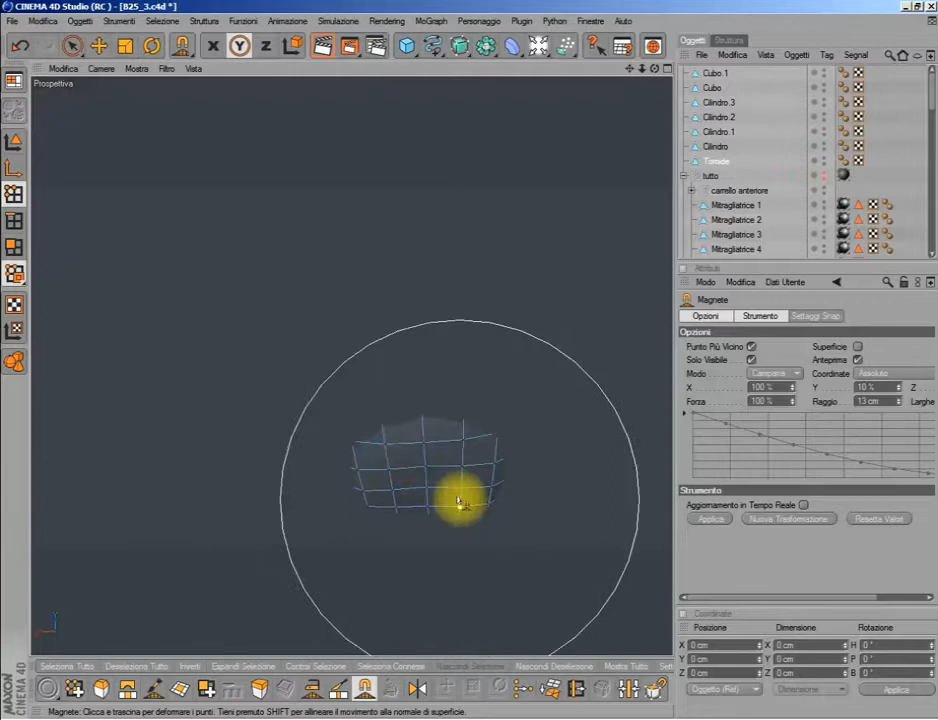 CINEMA 4D Studio (RC) - [B25_3.c4d *]
File Modifica Oggetti Strumenti Selezione Struttura Funzioni Animazione Simulazione Rendering MoGraph Personaggio Plugin Python Finestre Aiuto
X Y Z
Oggetti Struttura
File Modifica Vista Oggetti Tag Segnal
Modifica Camere Mostra Filtro Vista
Prospettiva
Cubo.1
Cubo
Cilindro.3
Cilindro.2
Cilindro.1
Cilindro
Toroide
tutto
carrello anteriore
Mitragliatrice 1
Mitragliatrice 2
Mitragliatrice 3
Mitragliatrice 4
Attributi
Modo Modifica Dati Utente
Magnete
Opzioni Strumento Settaggi Snap
Opzioni
Punto Più Vicino Superficie
Solo Visibile Anteprima
Modo Campana Coordinate Assoluto
X 100 % Y 10 % Z
Forza 100 % Raggio 13 cm Larghe
Strumento
Aggiornamento in Tempo Reale
Applica Nuova Trasformazione Resetta Valori
Coordinate
Posizione Dimensione Rotazione
X 0 cm X 0 cm H 0 °
Y 0 cm Y 0 cm P 0 °
Z 0 cm Z 0 cm B 0 °
Oggetto (Rel) Dimensione Applica
Seleziona Tutto Deseleziona Tutto Inverti Espandi Selezione Contrai Selezione Seleziona Connessi Nascondi Selezione Nascondi Deselezione Mostra Tutto Set
Magnete: Clicca e trascina per deformare i punti. Tieni premuto SHIFT per allineare il movimento alla normale di superficie.
MAXON
CINEMA 4D